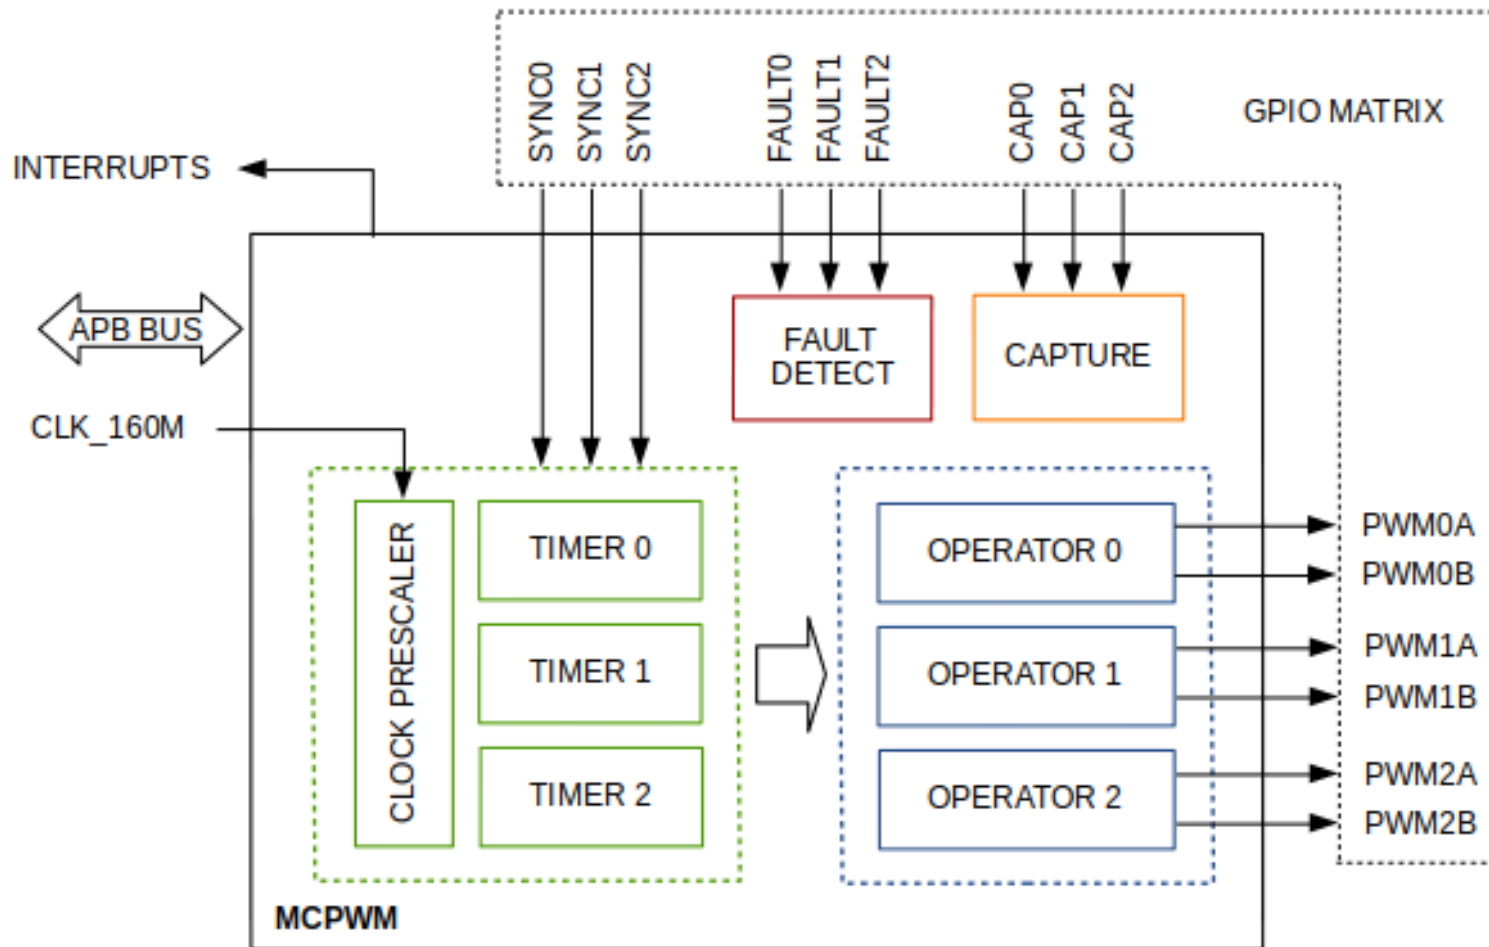 SYNC0
SYNC1
SYNC2
FAULT0
FAULT1
FAULT2
CAP0
CAP1
CAP2
GPIO MATRIX
INTERRUPTS
APB BUS
FAULT
DETECT
CAPTURE
CLK_160M
CLOCK PRESCALER
TIMER 0
TIMER 1
TIMER 2
OPERATOR 0
OPERATOR 1
OPERATOR 2
PWM0A
PWM0B
PWM1A
PWM1B
PWM2A
PWM2B
MCPWM